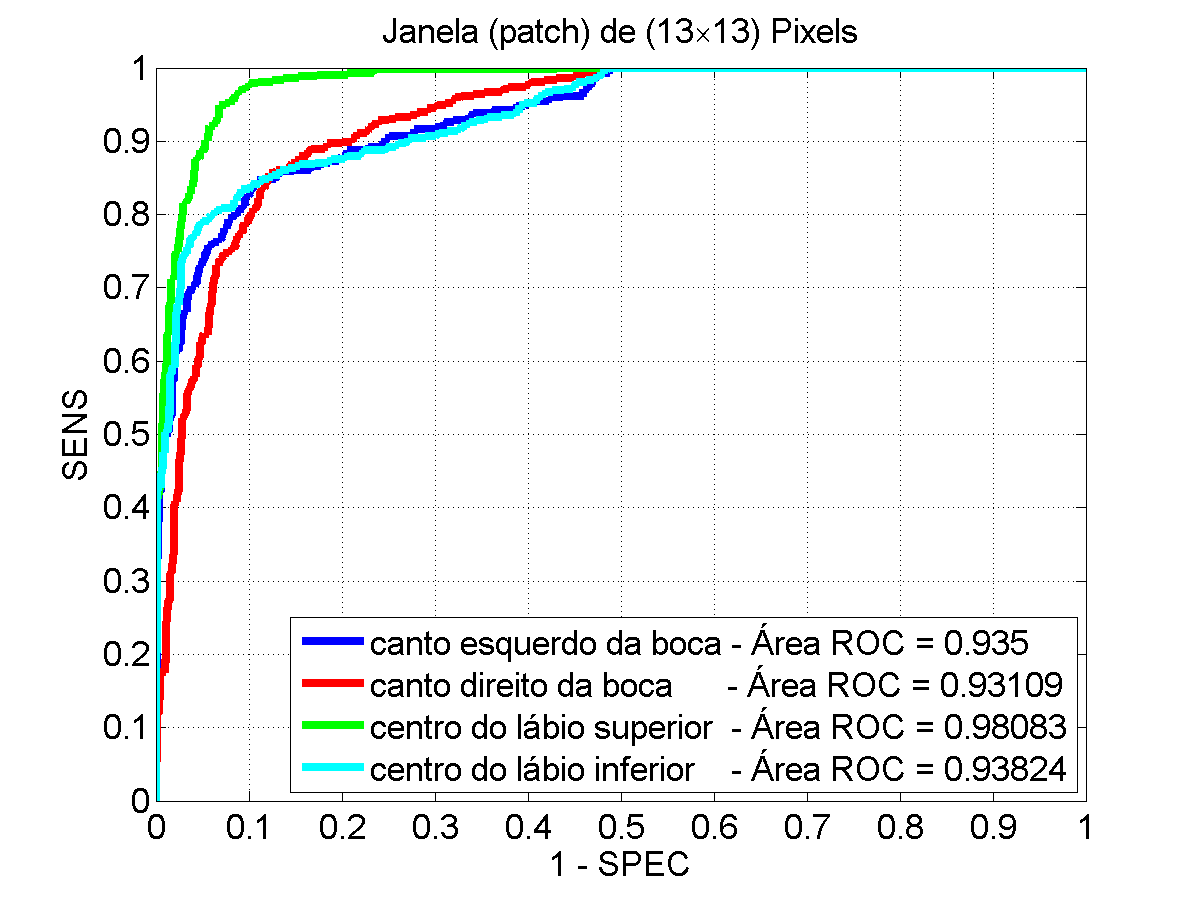 Janela (patch) de (13×13) Pixels
1
0.9
0.8
0.7
0.6
0.5
0.4
0.3
0.2
0.1
0
SENS
canto esquerdo da boca - Área ROC = 0.935
canto direito da boca - Área ROC = 0.93109
centro do lábio superior - Área ROC = 0.98083
centro do lábio inferior - Área ROC = 0.93824
0 0.1 0.2 0.3 0.4 0.5 0.6 0.7 0.8 0.9 1
1 - SPEC